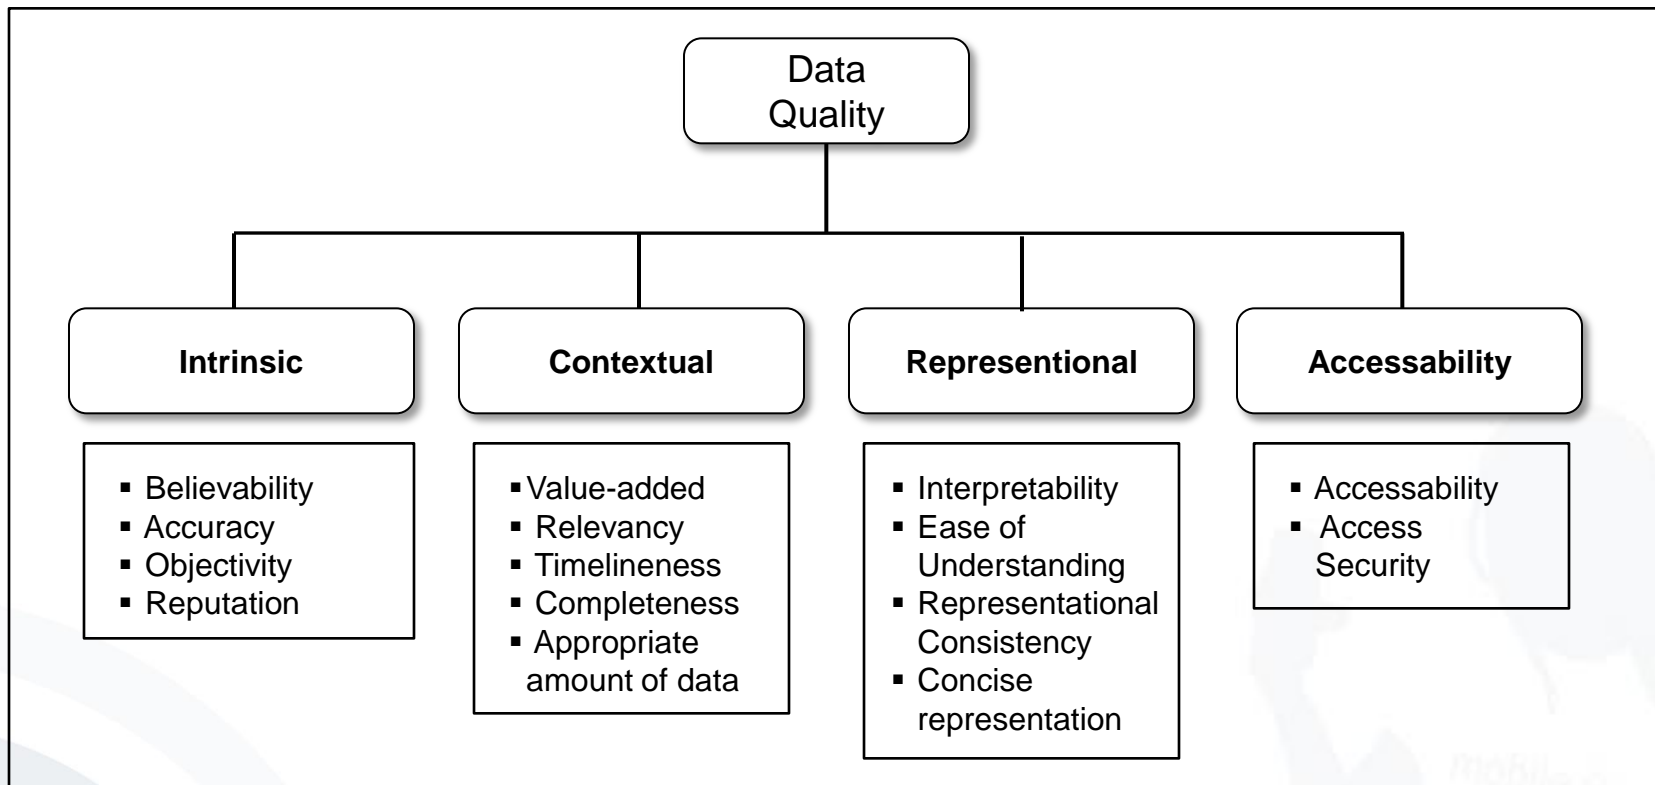 Data
Quality
Intrinsic
Contextual
Representional
Accessability
▪ Believability
▪ Accuracy
▪ Objectivity
▪ Reputation
▪Value-added
▪ Relevancy
▪ Timelineness
▪ Completeness
▪ Appropriate
amount of data
▪ Interpretability
▪ Ease of
Understanding
▪ Representational
Consistency
▪ Concise
representation
▪ Accessability
▪ Access
Security